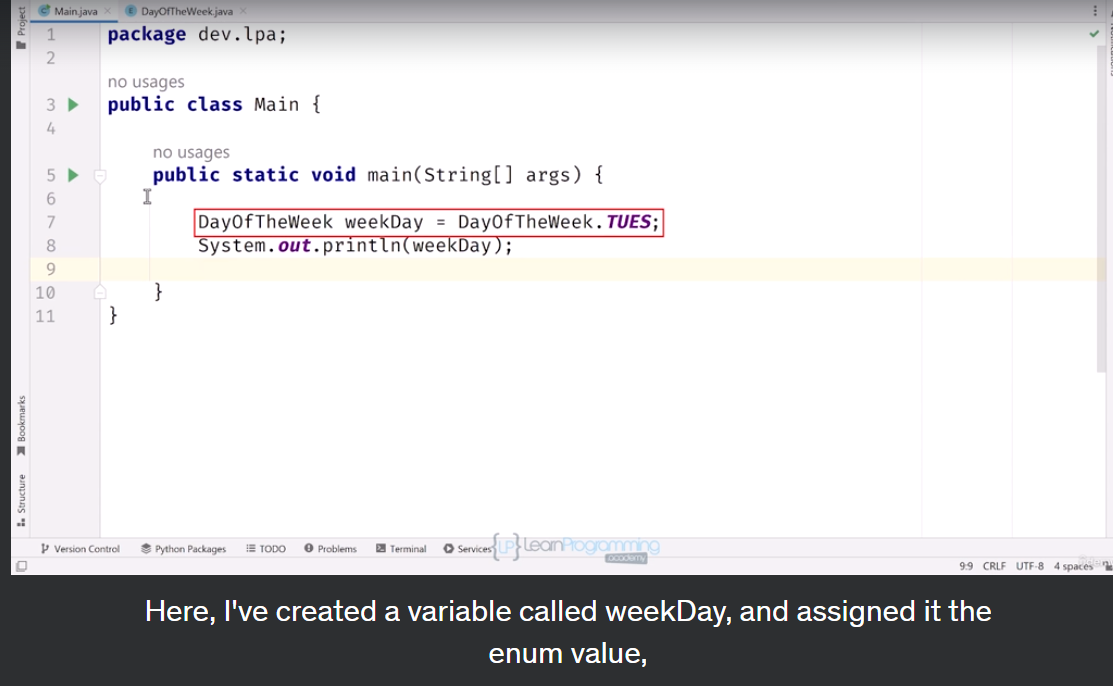 Project
Main.java
DayOfTheWeek.java
1 package dev.lpa;
2
no usages
3 public class Main {
4
no usages
5 public static void main(String[] args) {
6
7 DayOfTheWeek weekDay = DayOfTheWeek.TUES;
8 System.out.println(weekDay);
9
10 }
11 }
Bookmarks
Structure
Version Control Python Packages TODO Problems Terminal Services
{LP} LearnProgramming
academy
9:9 CRLF UTF-8 4 spaces
Here, I've created a variable called weekDay, and assigned it the
enum value,